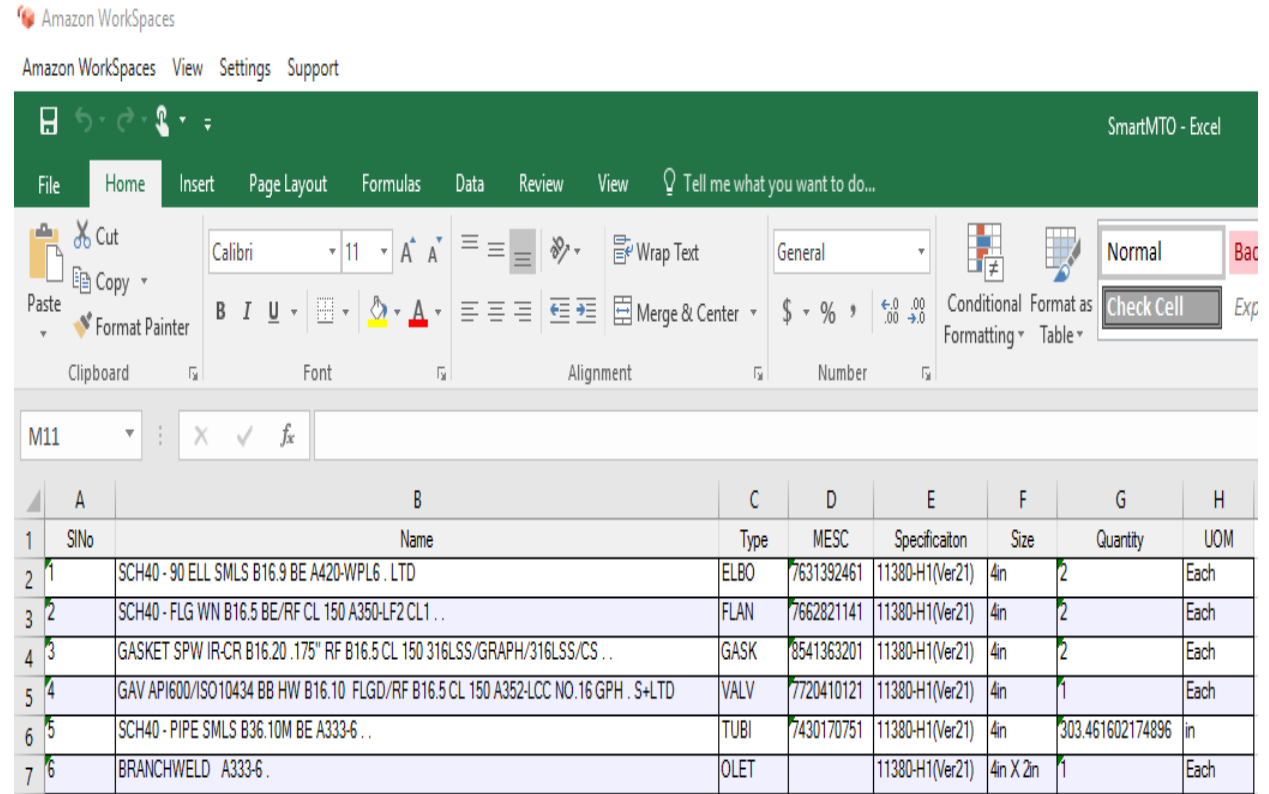 Amazon WorkSpaces
Amazon WorkSpaces View Settings Support
SmartMTO - Excel
File Home Insert Page Layout Formulas Data Review View Tell me what you want to do...
Paste Cut Copy Format Painter
Calibri 11 A A B I U A
Wrap Text Merge & Center
General $ % , .0 .00 .00 .0
Conditional Formatting Format as Table
Normal Check Cell
Clipboard Font Alignment Number
M11 fx
A B C D E F G H
1 SlNo Name Type MESC Specificaiton Size Quantity UOM
2 1 SCH40 - 90 ELL SMLS B16.9 BE A420-WPL6 . LTD ELBO 7631392461 11380-H1(Ver21) 4in 2 Each
3 2 SCH40 - FLG WN B16.5 BE/RF CL 150 A350-LF2 CL1 . . FLAN 7662821141 11380-H1(Ver21) 4in 2 Each
4 3 GASKET SPW IR-CR B16.20 .175" RF B16.5 CL 150 316LSS/GRAPH/316LSS/CS . . GASK 8541363201 11380-H1(Ver21) 4in 2 Each
5 4 GAV API600/ISO10434 BB HW B16.10 FLGD/RF B16.5 CL 150 A352-LCC NO.16 GPH . S+LTD VALV 7720410121 11380-H1(Ver21) 4in 1 Each
6 5 SCH40 - PIPE SMLS B36.10M BE A333-6 . . TUBI 7430170751 11380-H1(Ver21) 4in 303.461602174896 in
7 6 BRANCHWELD A333-6 . OLET 11380-H1(Ver21) 4in X 2in 1 Each